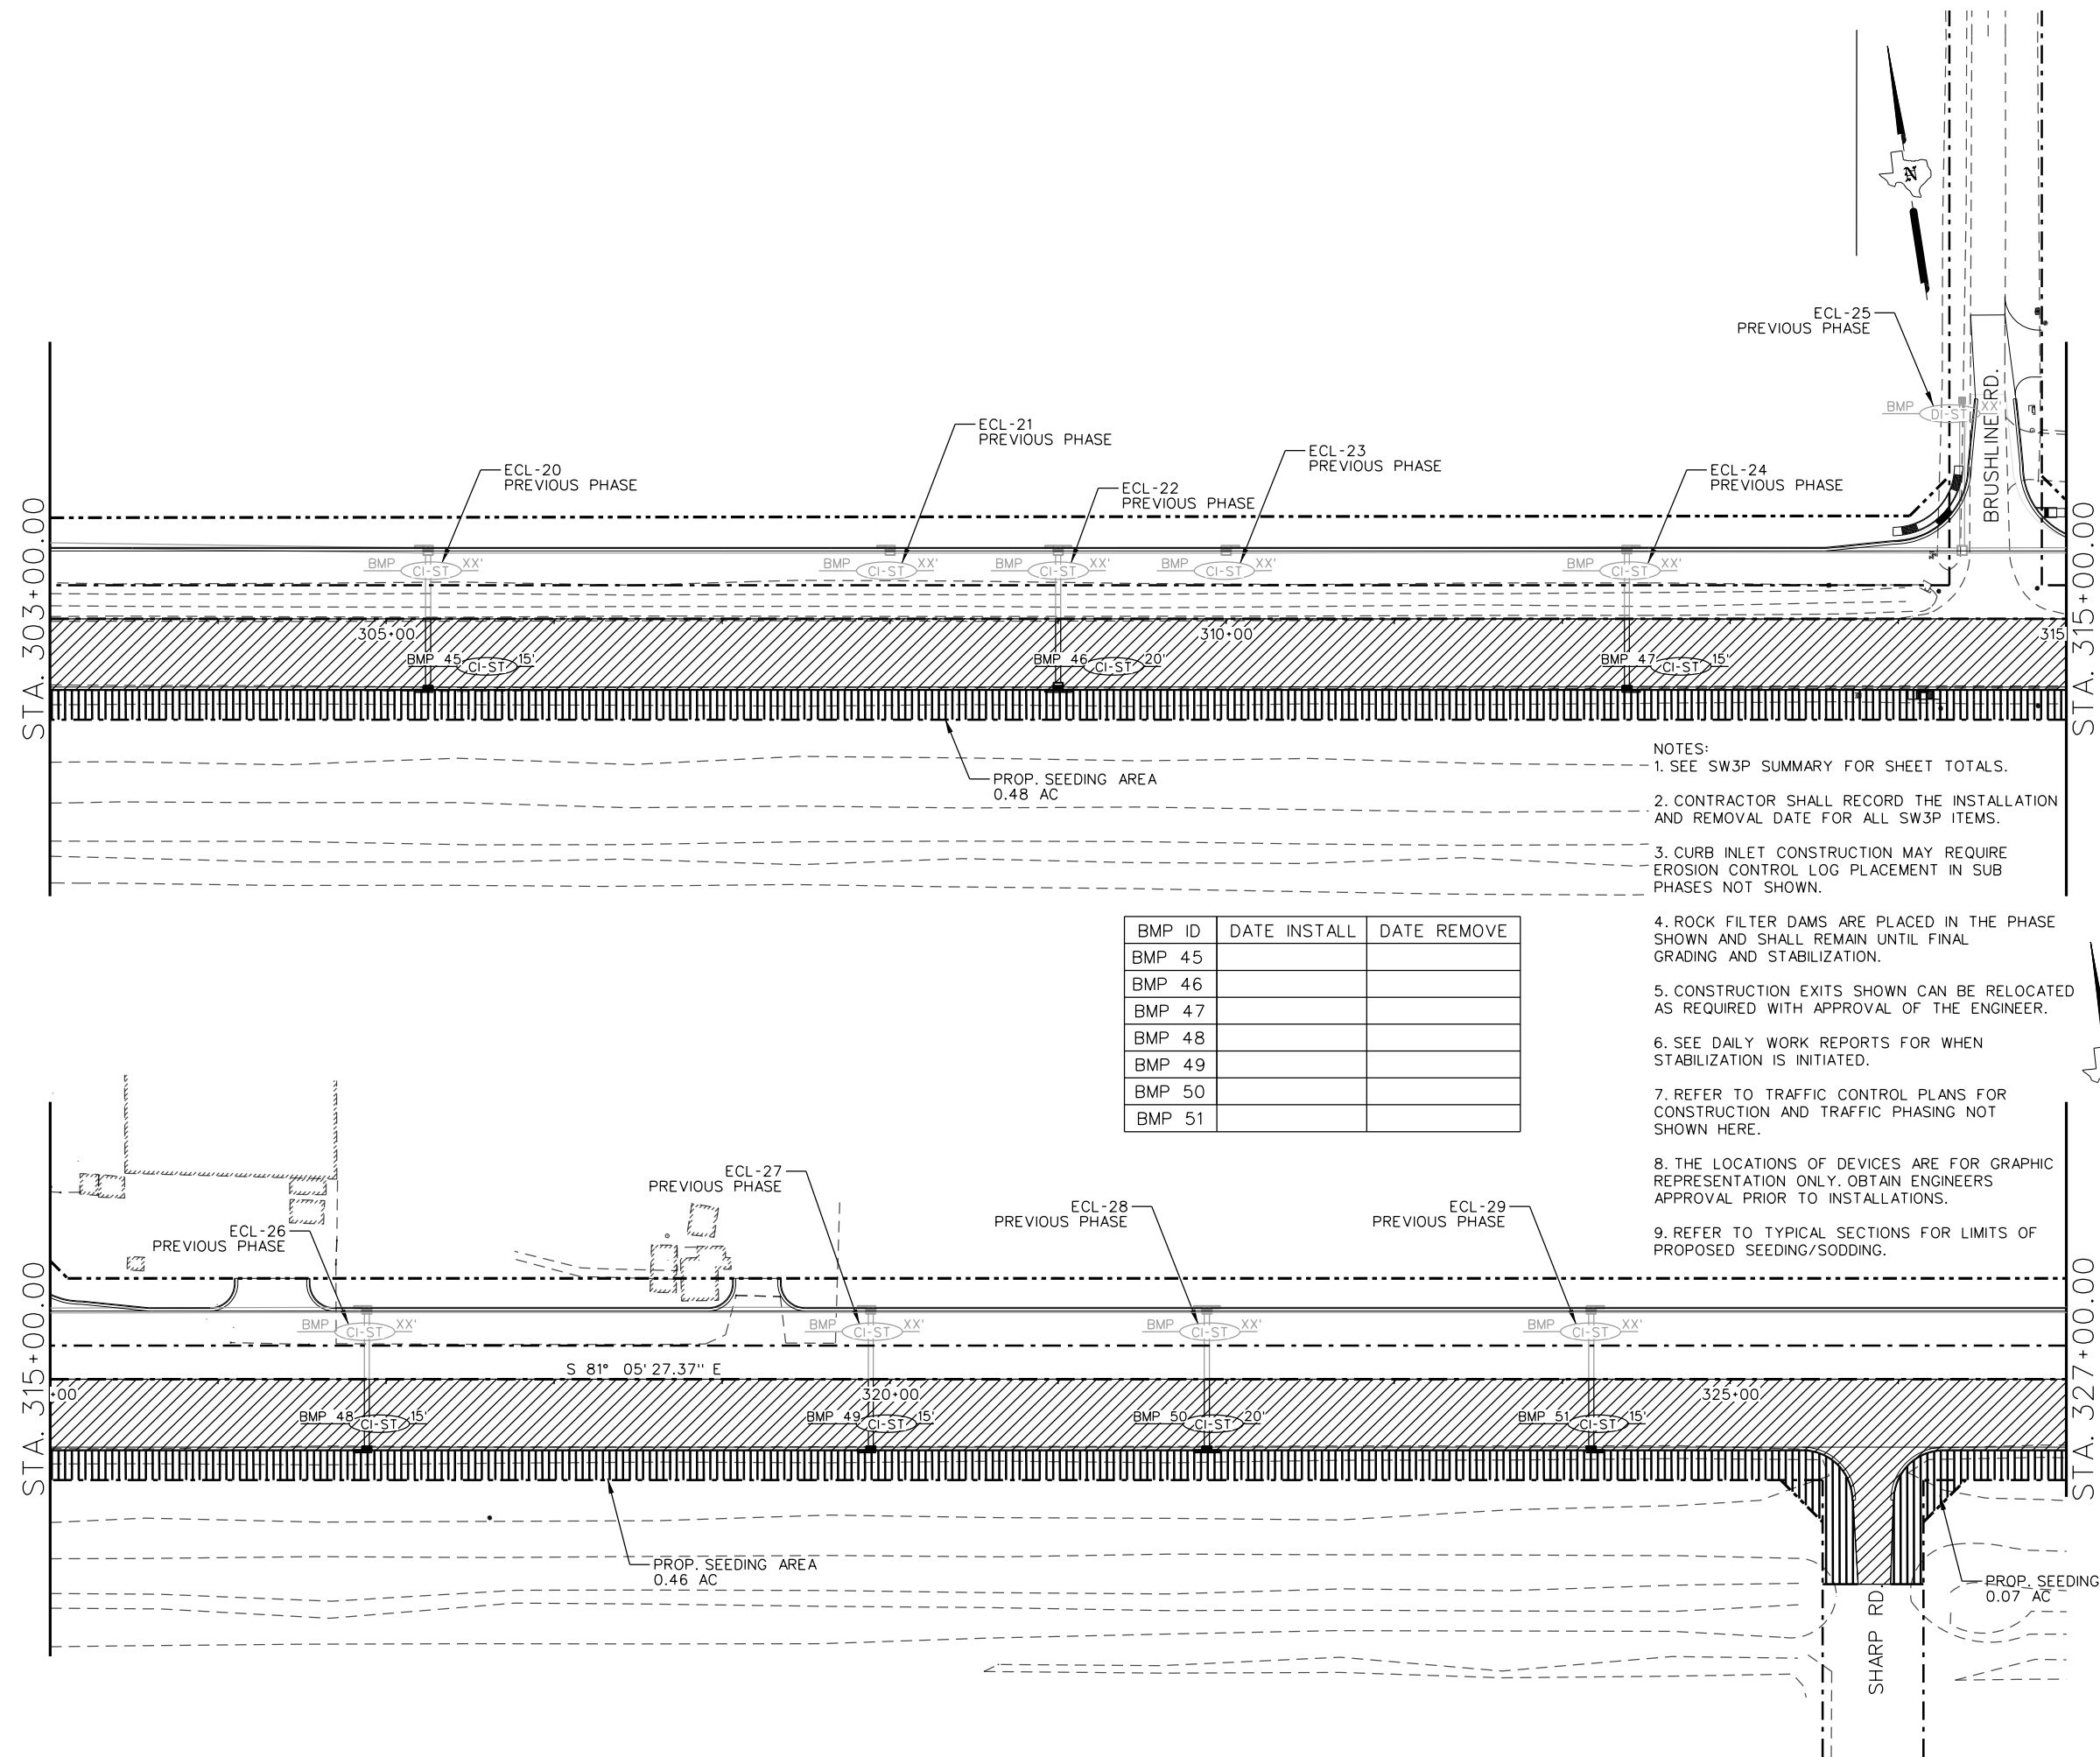 ECL-25
PREVIOUS PHASE
BMP DI-ST XX'
BRUSHLINE RD.
N
ECL-21
PREVIOUS PHASE
ECL-23
PREVIOUS PHASE
ECL-20
PREVIOUS PHASE
ECL-24
PREVIOUS PHASE
ECL-22
PREVIOUS PHASE
STA. 303+00.00
STA. 315+00.00
BMP CI-ST XX'
BMP CI-ST XX'
BMP CI-ST XX'
BMP CI-ST XX'
BMP CI-ST XX'
305+00
310+00
315
BMP 45 CI-ST 15'
BMP 46 CI-ST 20'
BMP 47 CI-ST 15'
PROP. SEEDING AREA
0.48 AC
NOTES:
1. SEE SW3P SUMMARY FOR SHEET TOTALS.
2. CONTRACTOR SHALL RECORD THE INSTALLATION
AND REMOVAL DATE FOR ALL SW3P ITEMS.
3. CURB INLET CONSTRUCTION MAY REQUIRE
EROSION CONTROL LOG PLACEMENT IN SUB
PHASES NOT SHOWN.
4. ROCK FILTER DAMS ARE PLACED IN THE PHASE
SHOWN AND SHALL REMAIN UNTIL FINAL
GRADING AND STABILIZATION.
5. CONSTRUCTION EXITS SHOWN CAN BE RELOCATED
AS REQUIRED WITH APPROVAL OF THE ENGINEER.
6. SEE DAILY WORK REPORTS FOR WHEN
STABILIZATION IS INITIATED.
7. REFER TO TRAFFIC CONTROL PLANS FOR
CONSTRUCTION AND TRAFFIC PHASING NOT
SHOWN HERE.
8. THE LOCATIONS OF DEVICES ARE FOR GRAPHIC
REPRESENTATION ONLY. OBTAIN ENGINEERS
APPROVAL PRIOR TO INSTALLATIONS.
9. REFER TO TYPICAL SECTIONS FOR LIMITS OF
PROPOSED SEEDING/SODDING.
BMP ID DATE INSTALL DATE REMOVE
BMP 45
BMP 46
BMP 47
BMP 48
BMP 49
BMP 50
BMP 51
ECL-27
PREVIOUS PHASE
ECL-28
PREVIOUS PHASE
ECL-29
PREVIOUS PHASE
ECL-26
PREVIOUS PHASE
STA. 315+00.00
STA. 327+00.00
BMP CI-ST XX'
BMP CI-ST XX'
BMP CI-ST XX'
BMP CI-ST XX'
S 81° 05' 27.37" E
+00
320+00
325+00
BMP 48 CI-ST 15'
BMP 49 CI-ST 15'
BMP 50 CI-ST 20'
BMP 51 CI-ST 15'
PROP. SEEDING AREA
0.46 AC
PROP. SEEDING
0.07 AC
SHARP RD.